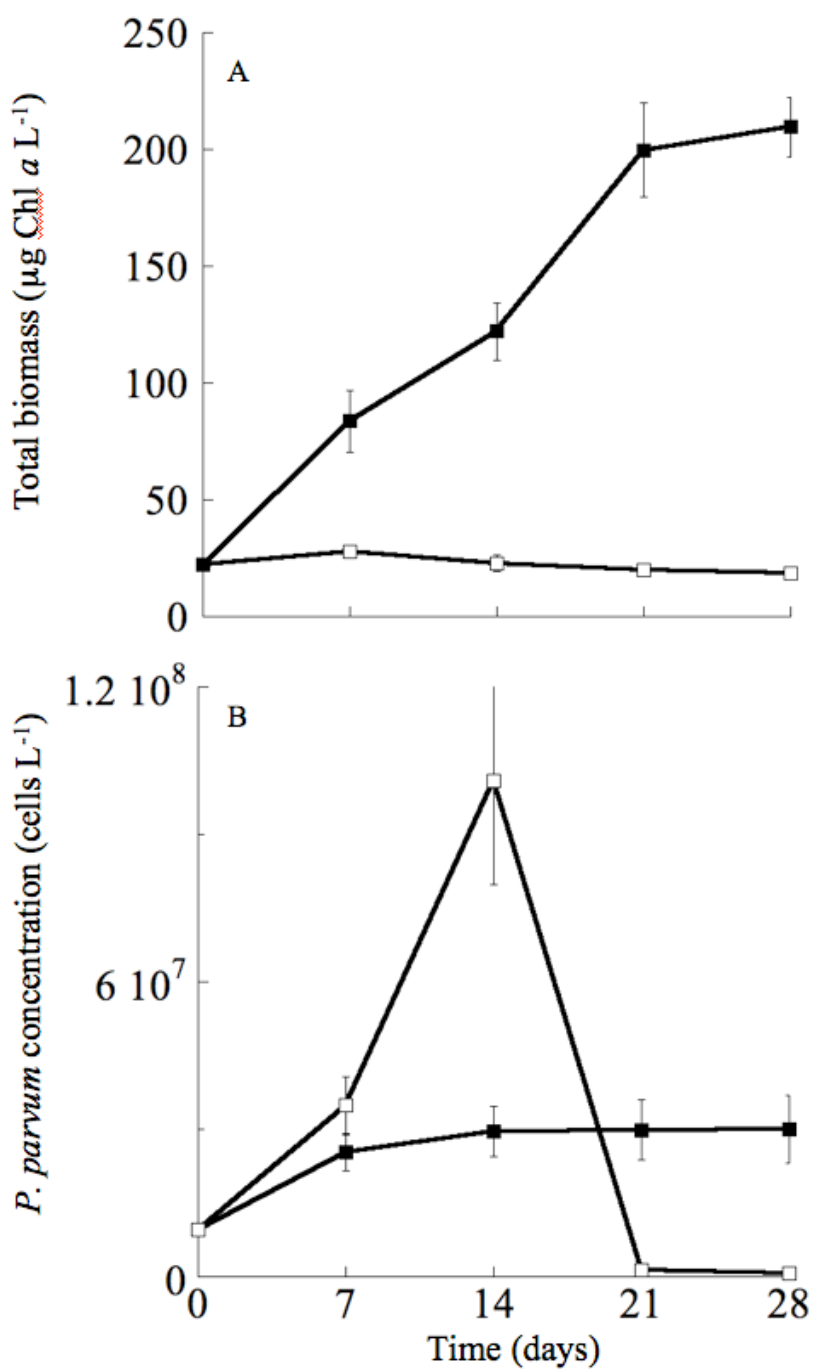 250
A
200
150
100
50
0
Total biomass (µg Chl a L⁻¹)
1.2 10⁸
B
6 10⁷
0
P. parvum concentration (cells L⁻¹)
0 7 14 21 28
Time (days)